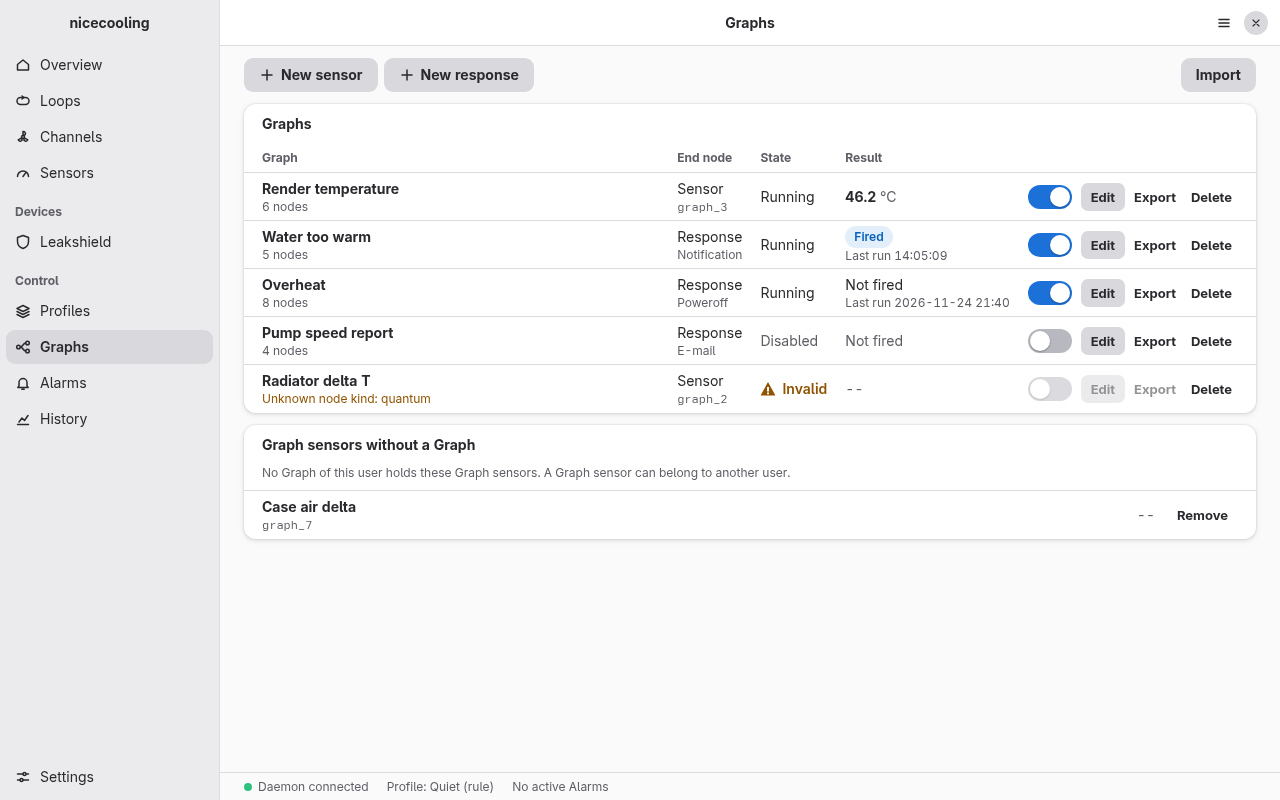 nicecooling
Graphs
Overview
Loops
Channels
Sensors
Devices
Leakshield
Control
Profiles
Graphs
Alarms
History
Settings
New sensor
New response
Import
Graphs
Graph End node State Result
Render temperature Sensor Running 46.2 °C Edit Export Delete
6 nodes graph_3
Water too warm Response Running Fired Edit Export Delete
5 nodes Notification Last run 14:05:09
Overheat Response Running Not fired Edit Export Delete
8 nodes Poweroff Last run 2026-11-24 21:40
Pump speed report Response Disabled Not fired Edit Export Delete
4 nodes E-mail
Radiator delta T Sensor Invalid -- Edit Export Delete
Unknown node kind: quantum graph_2
Graph sensors without a Graph
No Graph of this user holds these Graph sensors. A Graph sensor can belong to another user.
Case air delta -- Remove
graph_7
Daemon connected Profile: Quiet (rule) No active Alarms